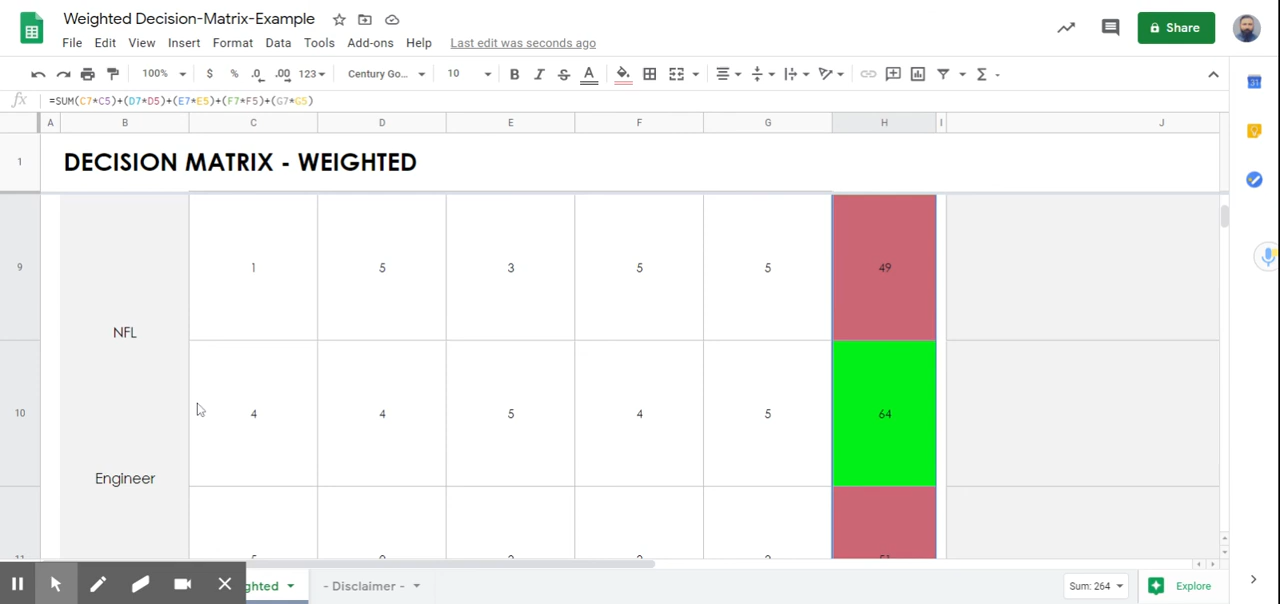 Weighted Decision-Matrix-Example
File Edit View Insert Format Data Tools Add-ons Help Last edit was seconds ago
Share
100% $ % .0 .00 123 Century Go... 10 B I S A Σ
31
fx =SUM(C7*C5)+(D7*D5)+(E7*E5)+(F7*F5)+(G7*G5)
A B C D E F G H I J
1 DECISION MATRIX - WEIGHTED
9 1 5 3 5 5 49
NFL
10 4 4 5 4 5 64
Engineer
ghted - Disclaimer - Sum: 264 Explore